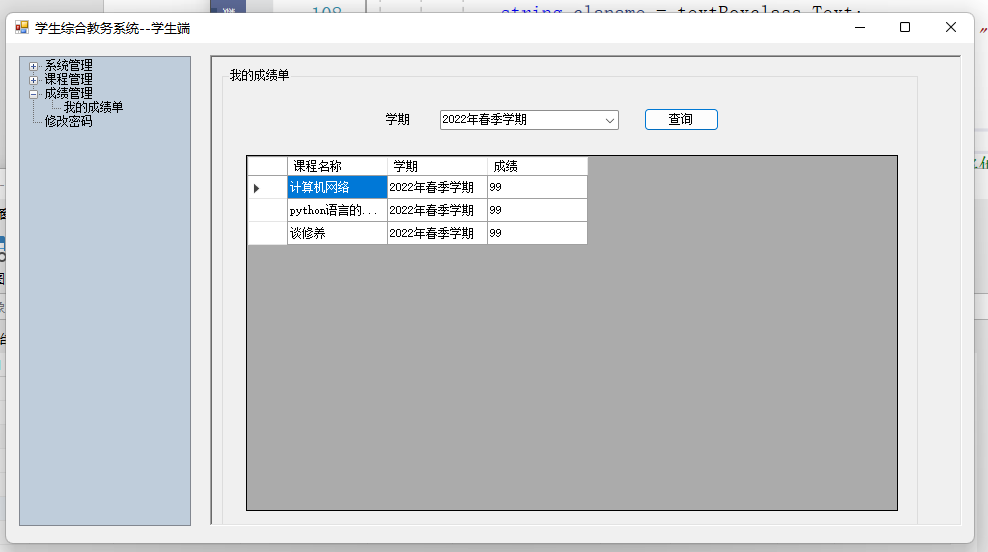 108
string claname = textBoxclass.Text;
学生综合教务系统--学生端
系统管理
课程管理
成绩管理
我的成绩单
修改密码
我的成绩单
学期
2022年春季学期
查询
课程名称 学期 成绩
计算机网络 2022年春季学期 99
python语言的... 2022年春季学期 99
谈修养 2022年春季学期 99